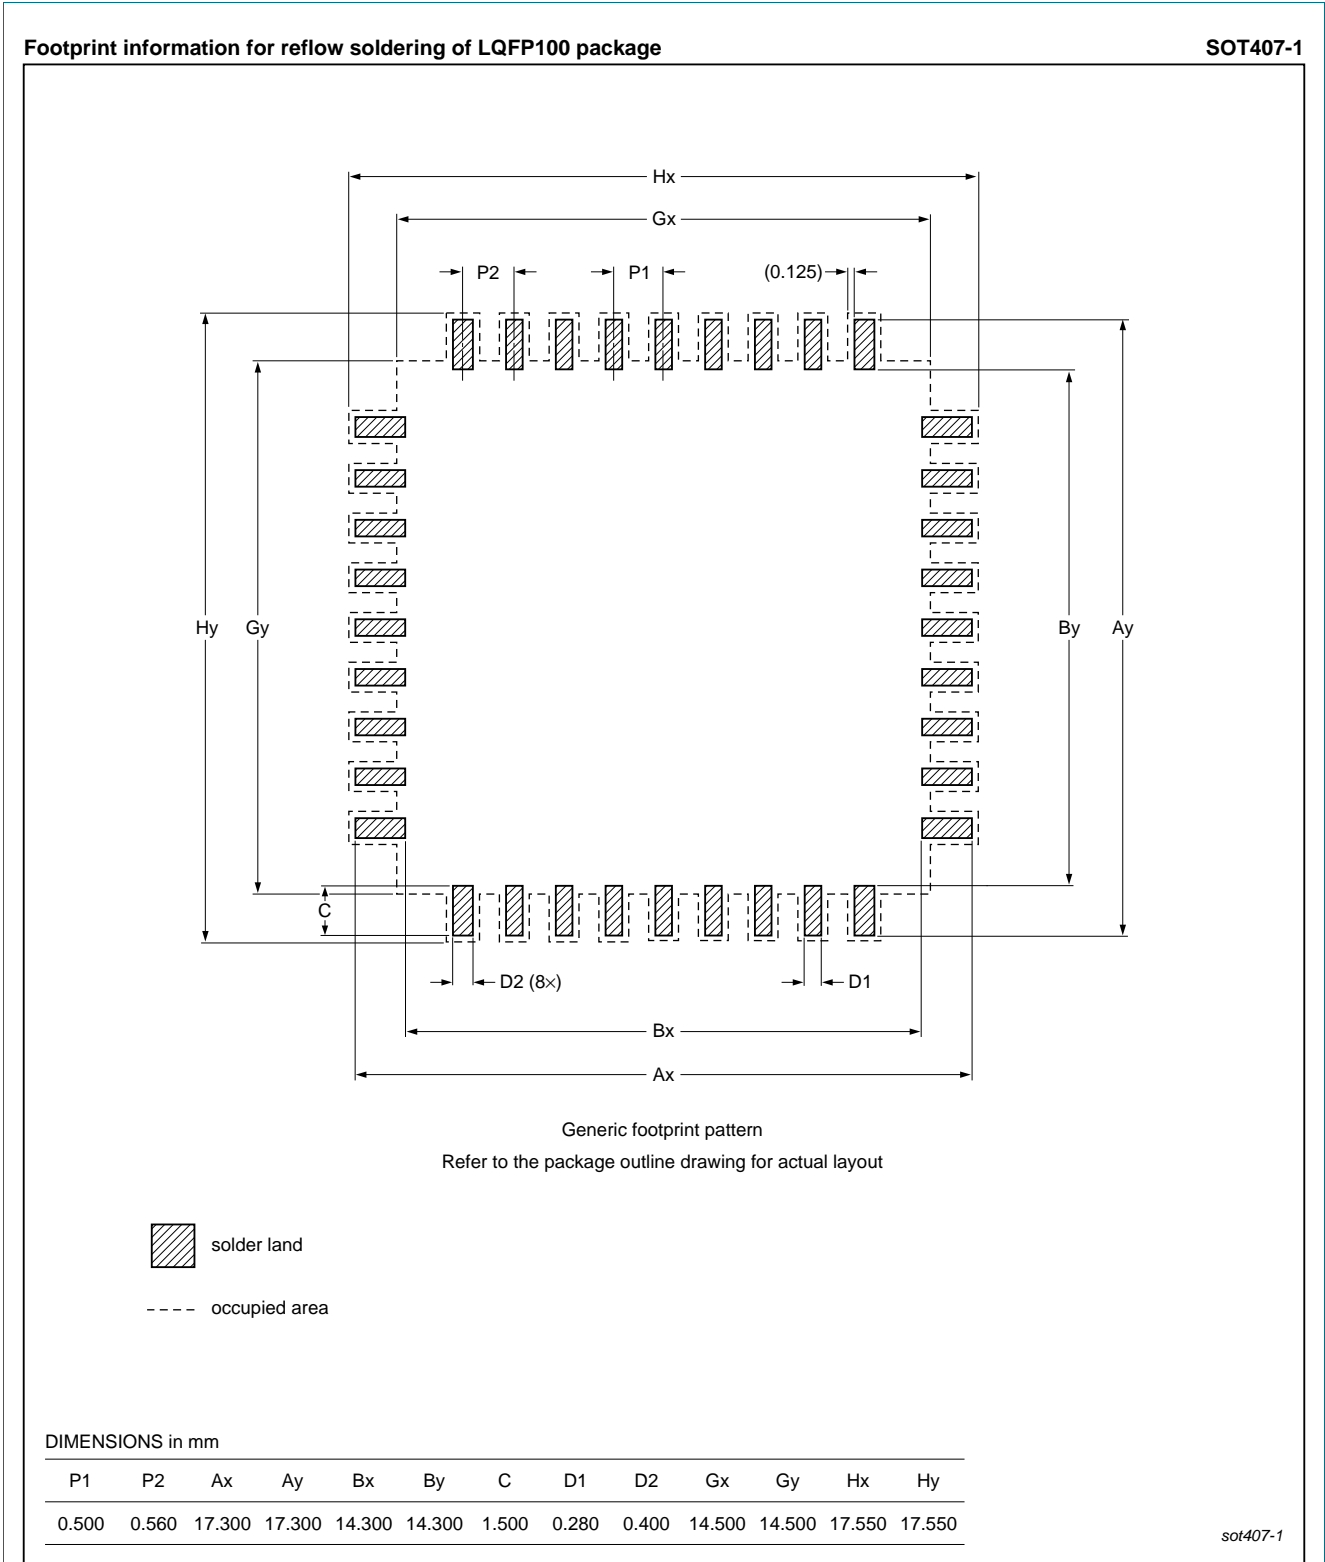 Footprint information for reflow soldering of LQFP100 package SOT407-1
Hx
Gx
P2 P1 (0.125)
Hy Gy By Ay
C
D2 (8×) D1
Bx
Ax
Generic footprint pattern
Refer to the package outline drawing for actual layout
solder land
occupied area
DIMENSIONS in mm
P1 P2 Ax Ay Bx By C D1 D2 Gx Gy Hx Hy
0.500 0.560 17.300 17.300 14.300 14.300 1.500 0.280 0.400 14.500 14.500 17.550 17.550
sot407-1